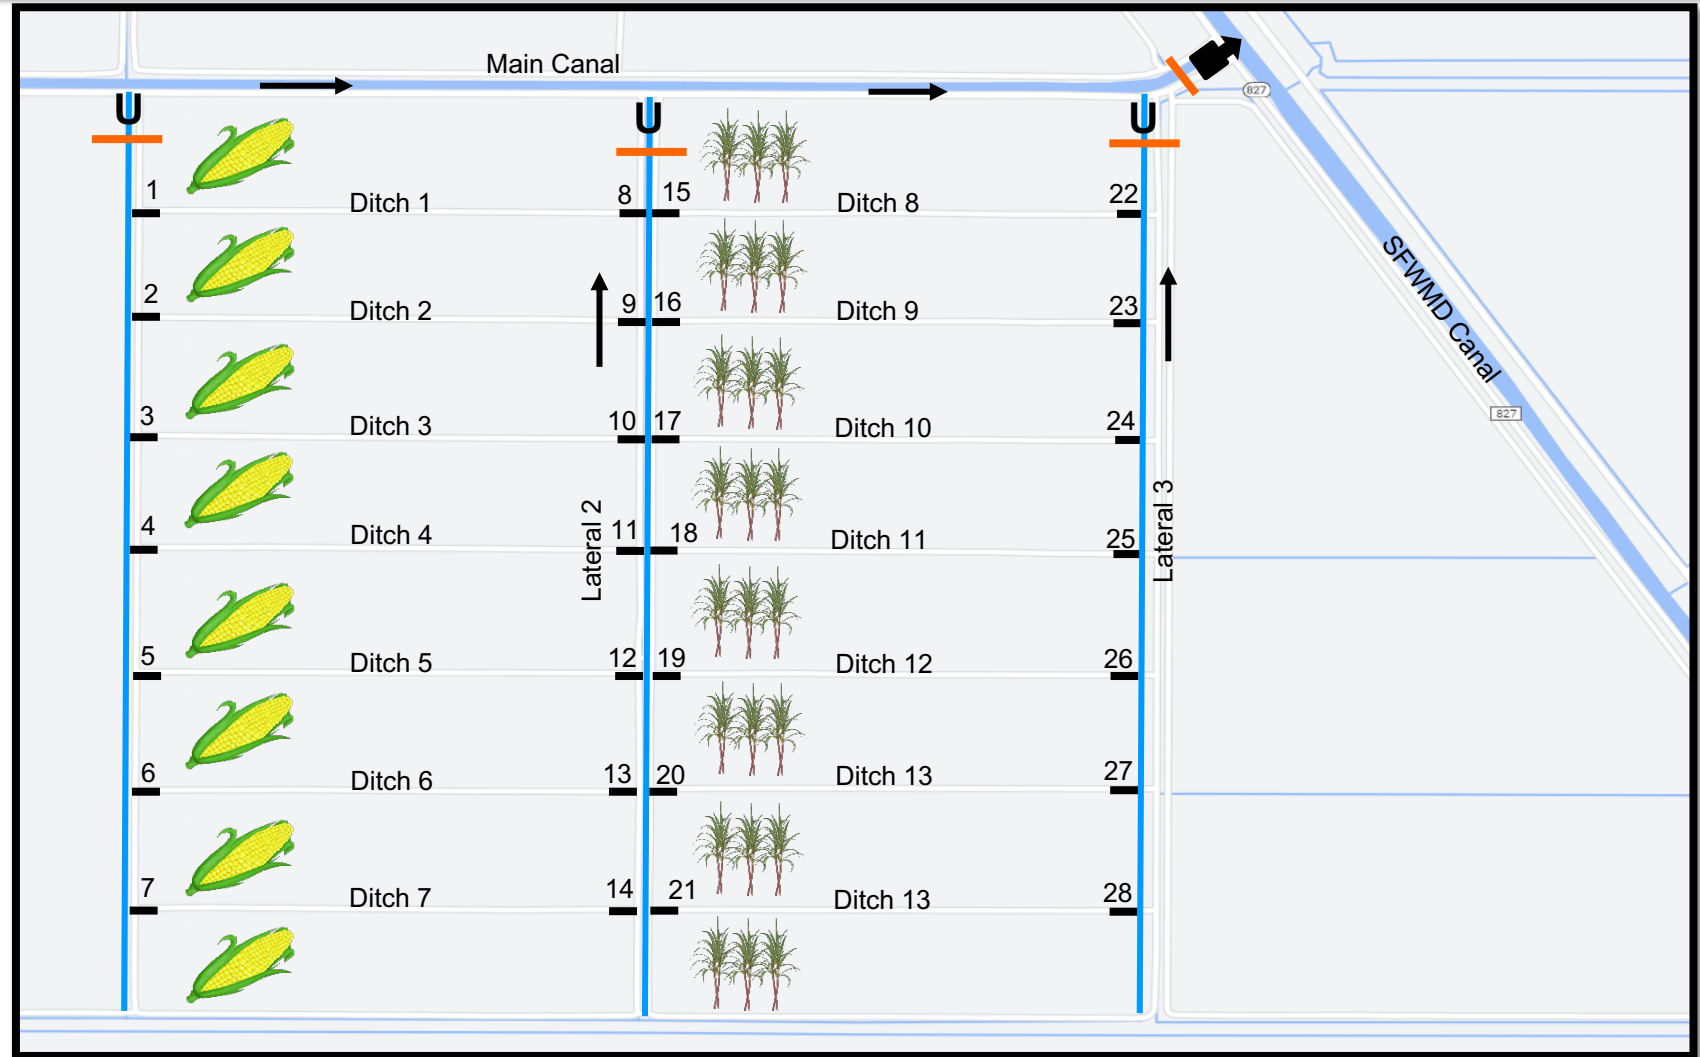 Main Canal
827
U
U
U
1
8
15
22
Ditch 1
Ditch 8
2
9
16
23
Ditch 2
Ditch 9
SFWMD Canal
3
10
17
24
Ditch 3
Ditch 10
827
4
11
18
25
Ditch 4
Ditch 11
Lateral 2
Lateral 3
5
12
19
26
Ditch 5
Ditch 12
6
13
20
27
Ditch 6
Ditch 13
7
14
21
28
Ditch 7
Ditch 13